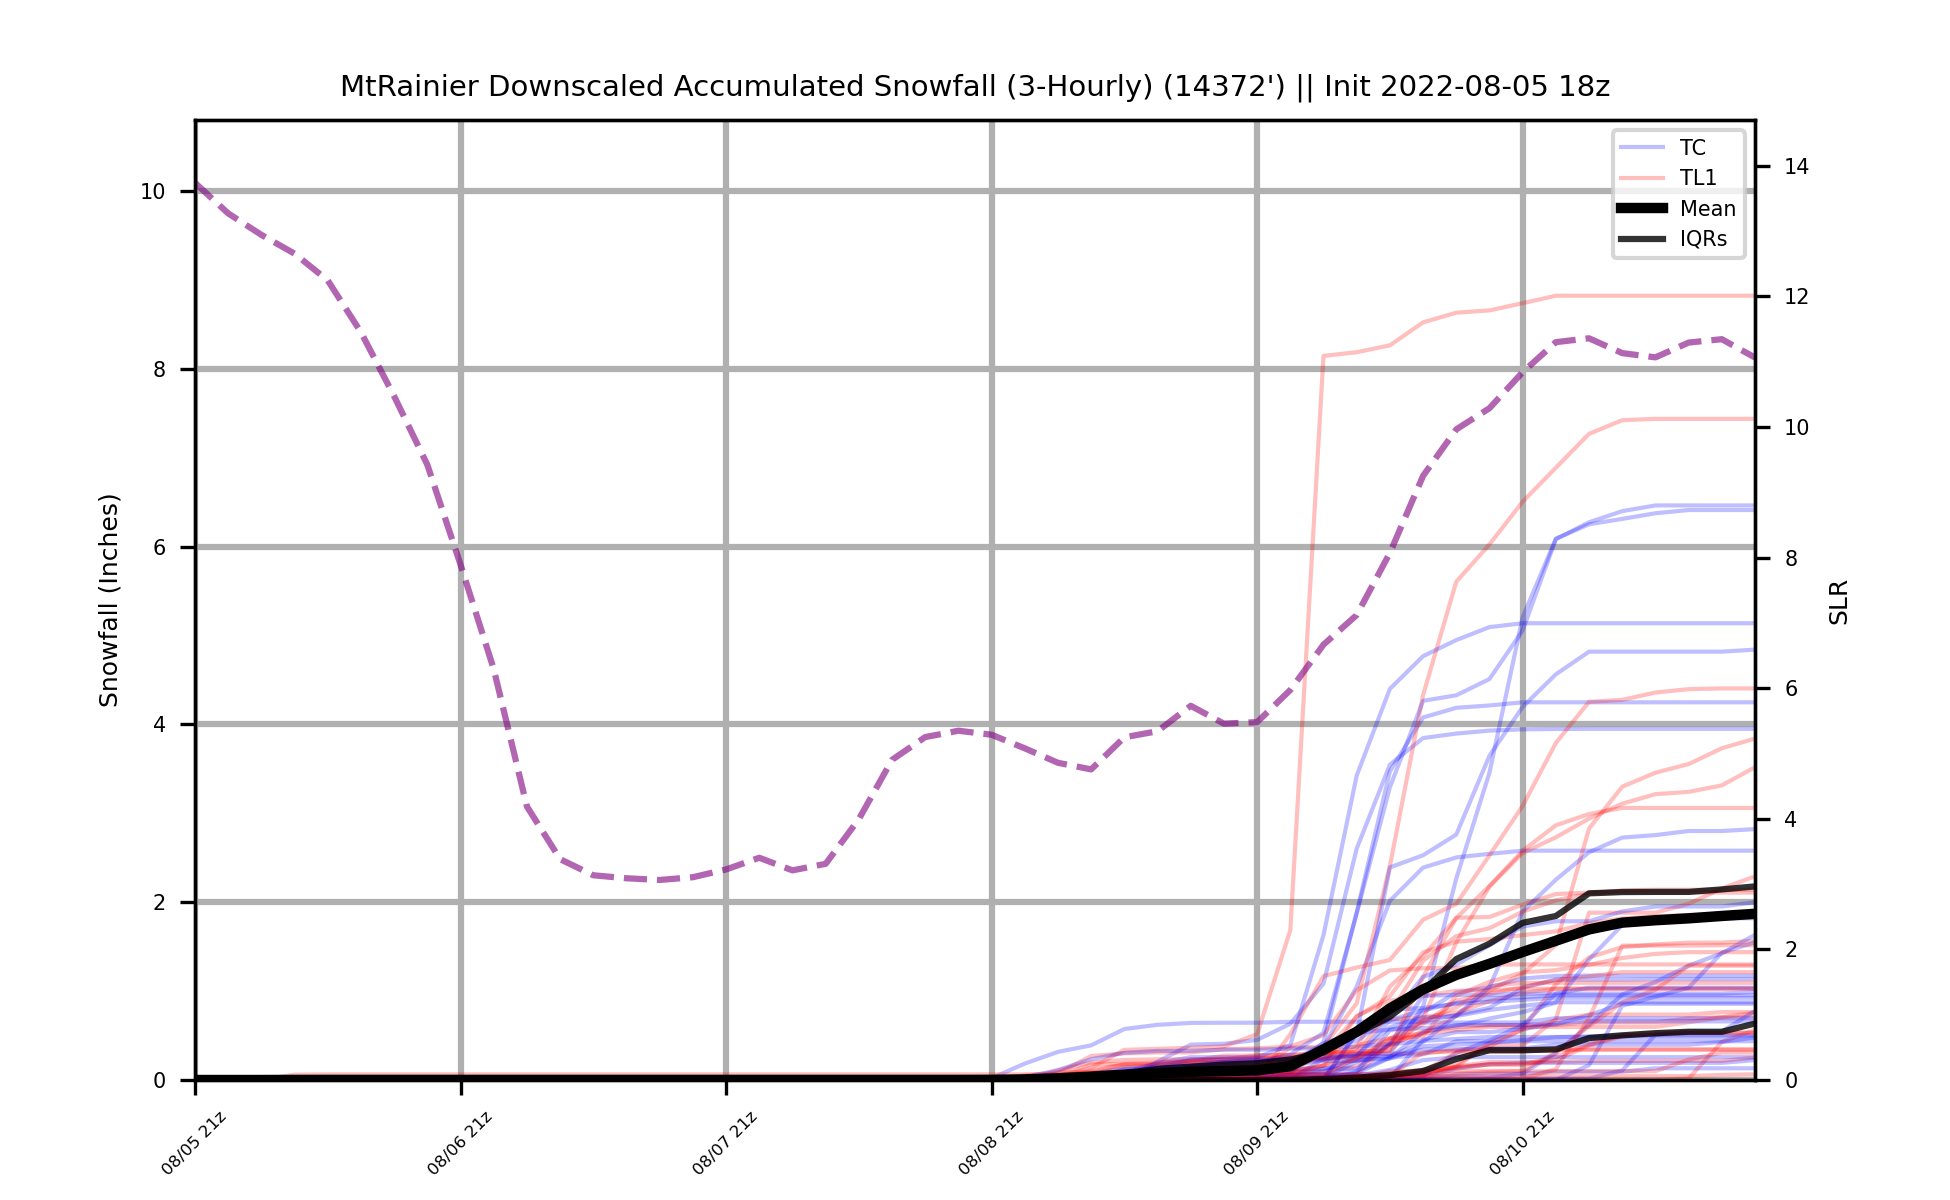 MtRainier Downscaled Accumulated Snowfall (3-Hourly) (14372') || Init 2022-08-05 18z
TC
TL1
Mean
IQRs
Snowfall (Inches)
10
8
6
4
2
0
SLR
14
12
10
8
6
4
2
0
08/05 21z
08/06 21z
08/07 21z
08/08 21z
08/09 21z
08/10 21z